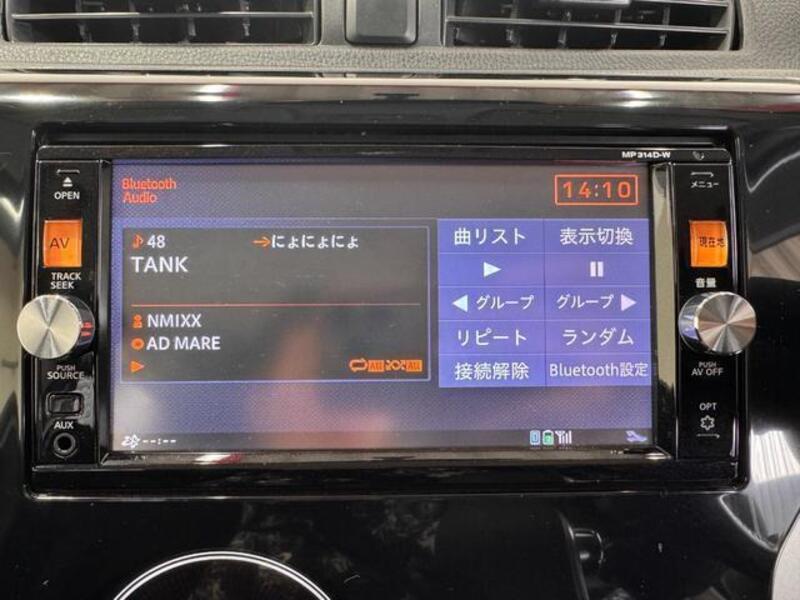 MP314D-W
OPEN
AV
TRACK
SEEK
PUSH
SOURCE
AUX
Bluetooth
Audio
14:10
♪48 →にょにょにょ
TANK
NMIXX
AD MARE
ALL ALL
曲リスト 表示切換
▶ ⏸
◀グループ グループ▶
リピート ランダム
接続解除 Bluetooth設定
--:--
メニュー
現在地
音量
PUSH
AV OFF
OPT